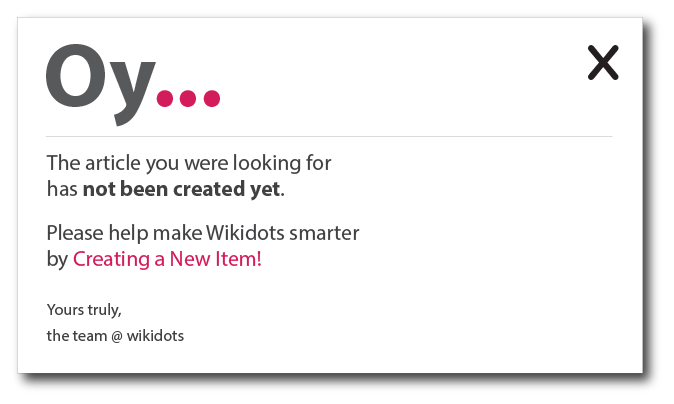 Oy...
The article you were looking for
has not been created yet.
Please help make Wikidots smarter
by Creating a New Item!
Yours truly,
the team @ wikidots